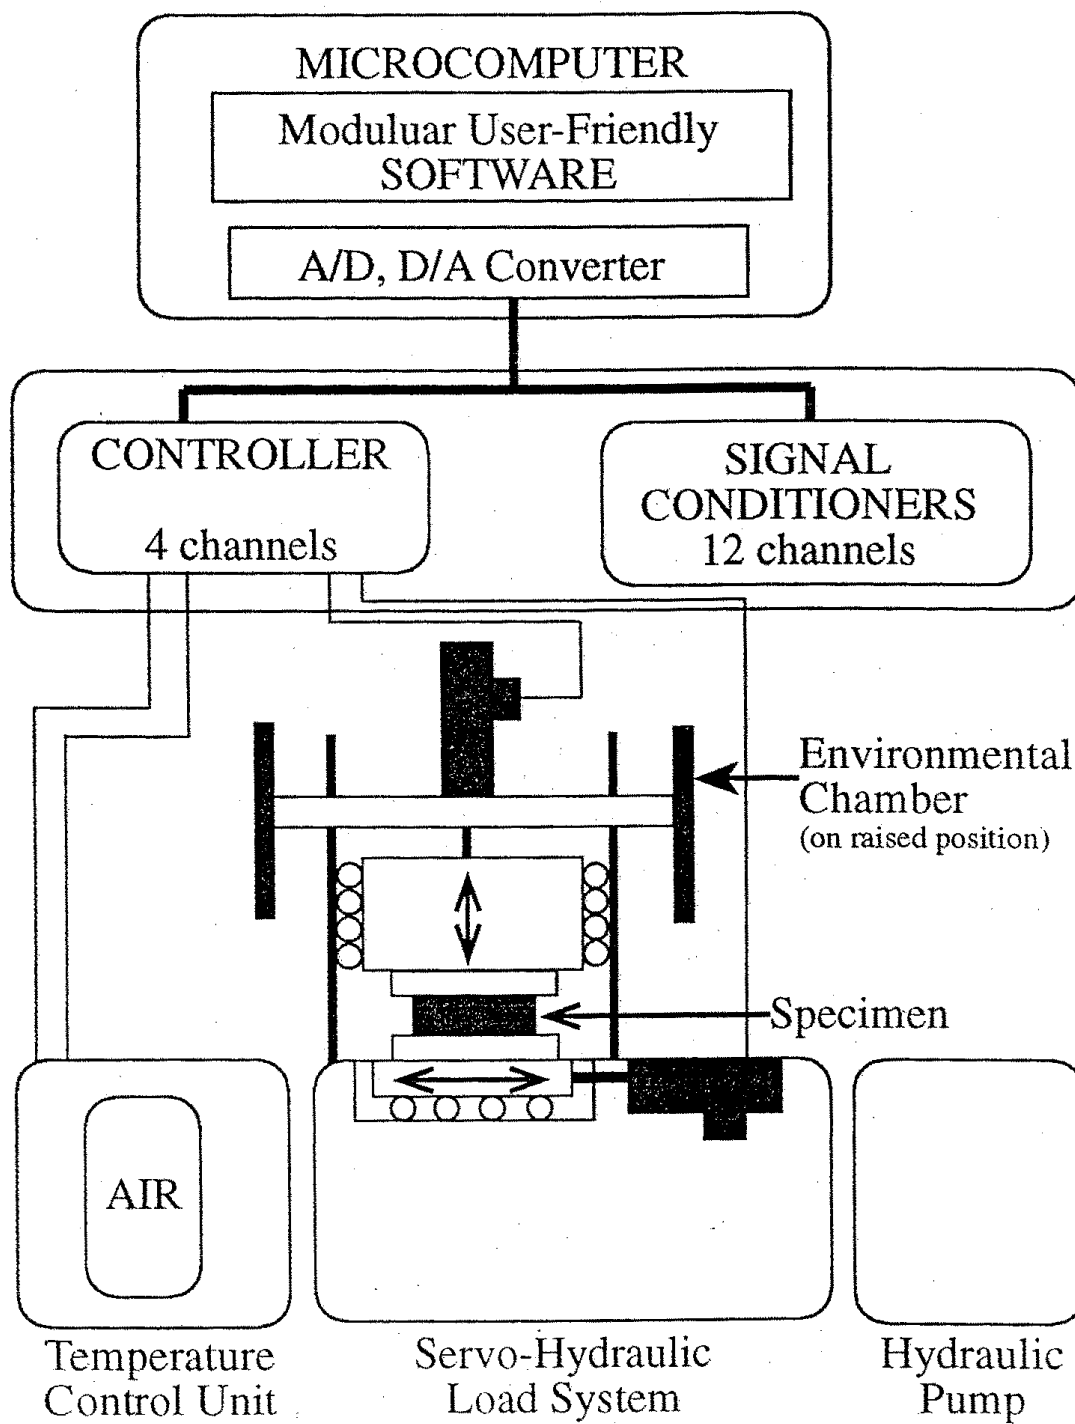 MICROCOMPUTER
Moduluar User-Friendly
SOFTWARE
A/D, D/A Converter
CONTROLLER
4 channels
SIGNAL
CONDITIONERS
12 channels
Environmental
Chamber
(on raised position)
Specimen
AIR
Temperature
Control Unit
Servo-Hydraulic
Load System
Hydraulic
Pump